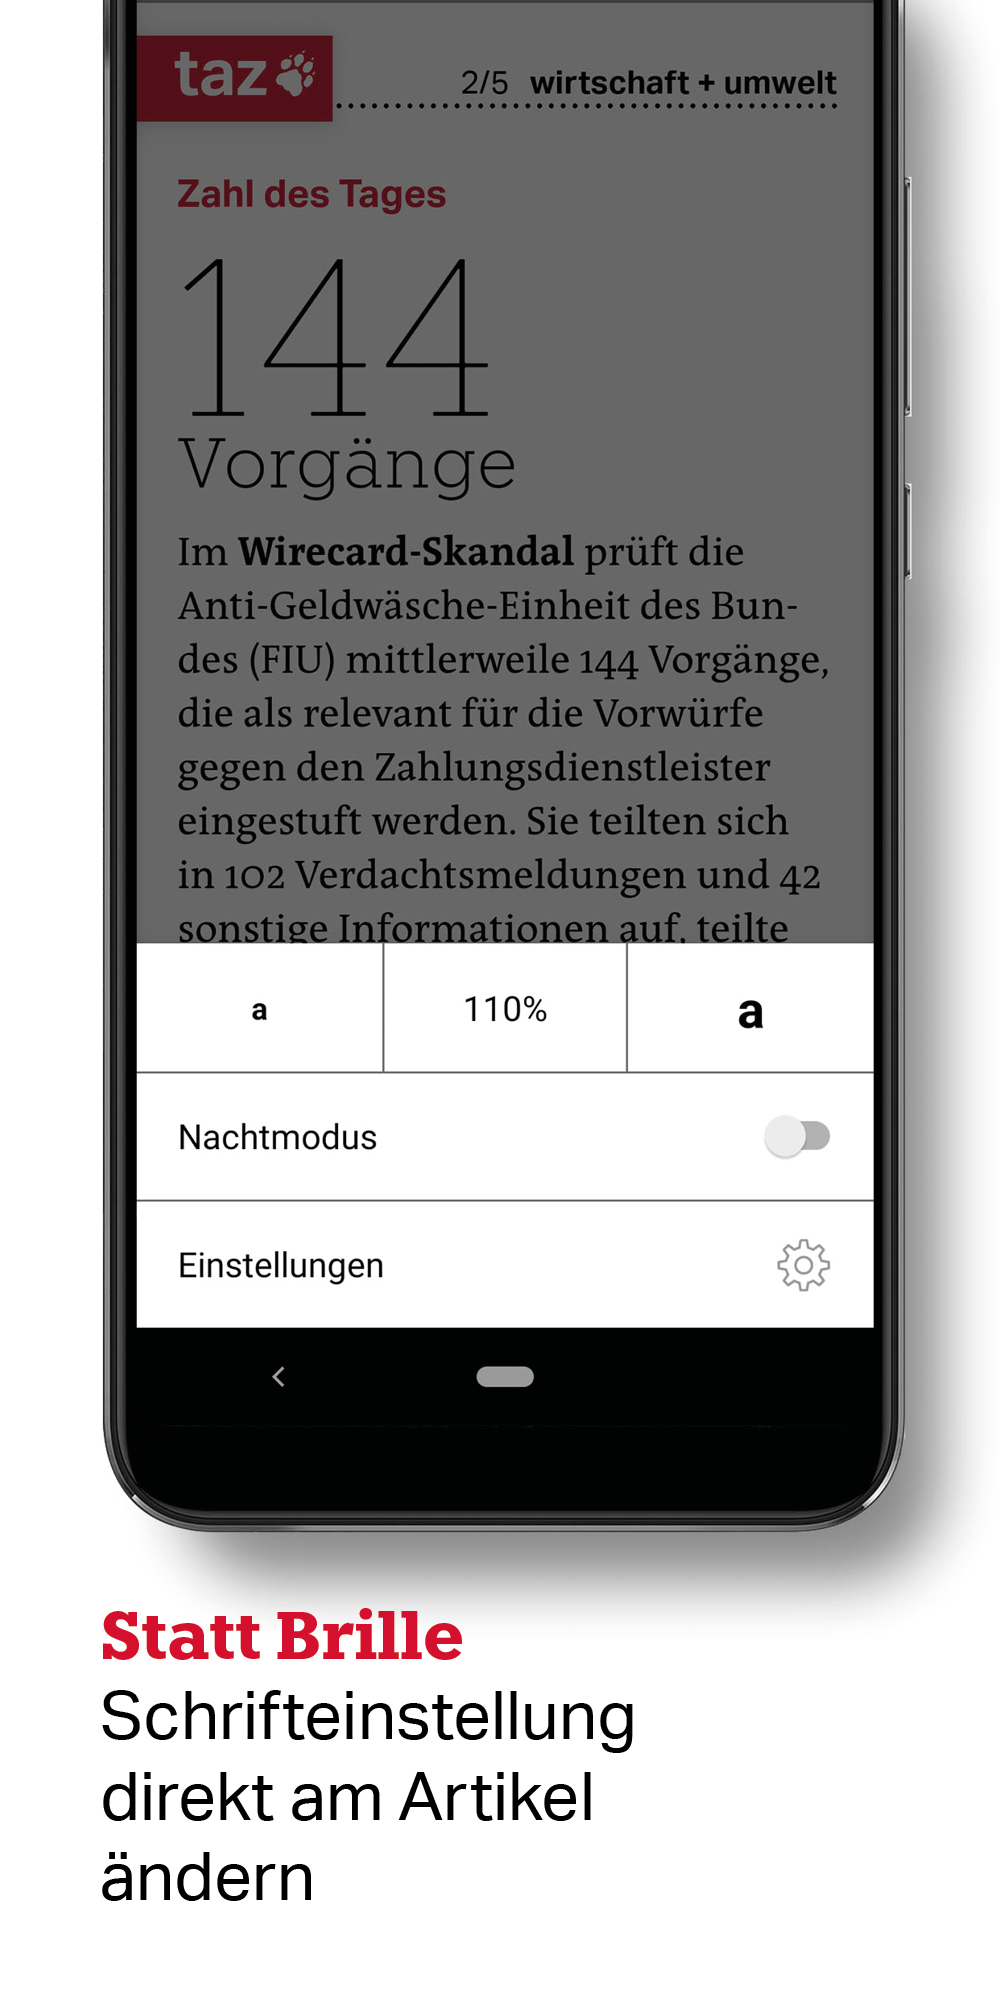 taz
2/5 wirtschaft + umwelt
Zahl des Tages
144
Vorgänge
Im Wirecard-Skandal prüft die
Anti-Geldwäsche-Einheit des Bun-
des (FIU) mittlerweile 144 Vorgänge,
die als relevant für die Vorwürfe
gegen den Zahlungsdienstleister
eingestuft werden. Sie teilten sich
in 102 Verdachtsmeldungen und 42
sonstige Informationen auf, teilte
a 110% a
Nachtmodus
Einstellungen
Statt Brille
Schrifteinstellung
direkt am Artikel
ändern